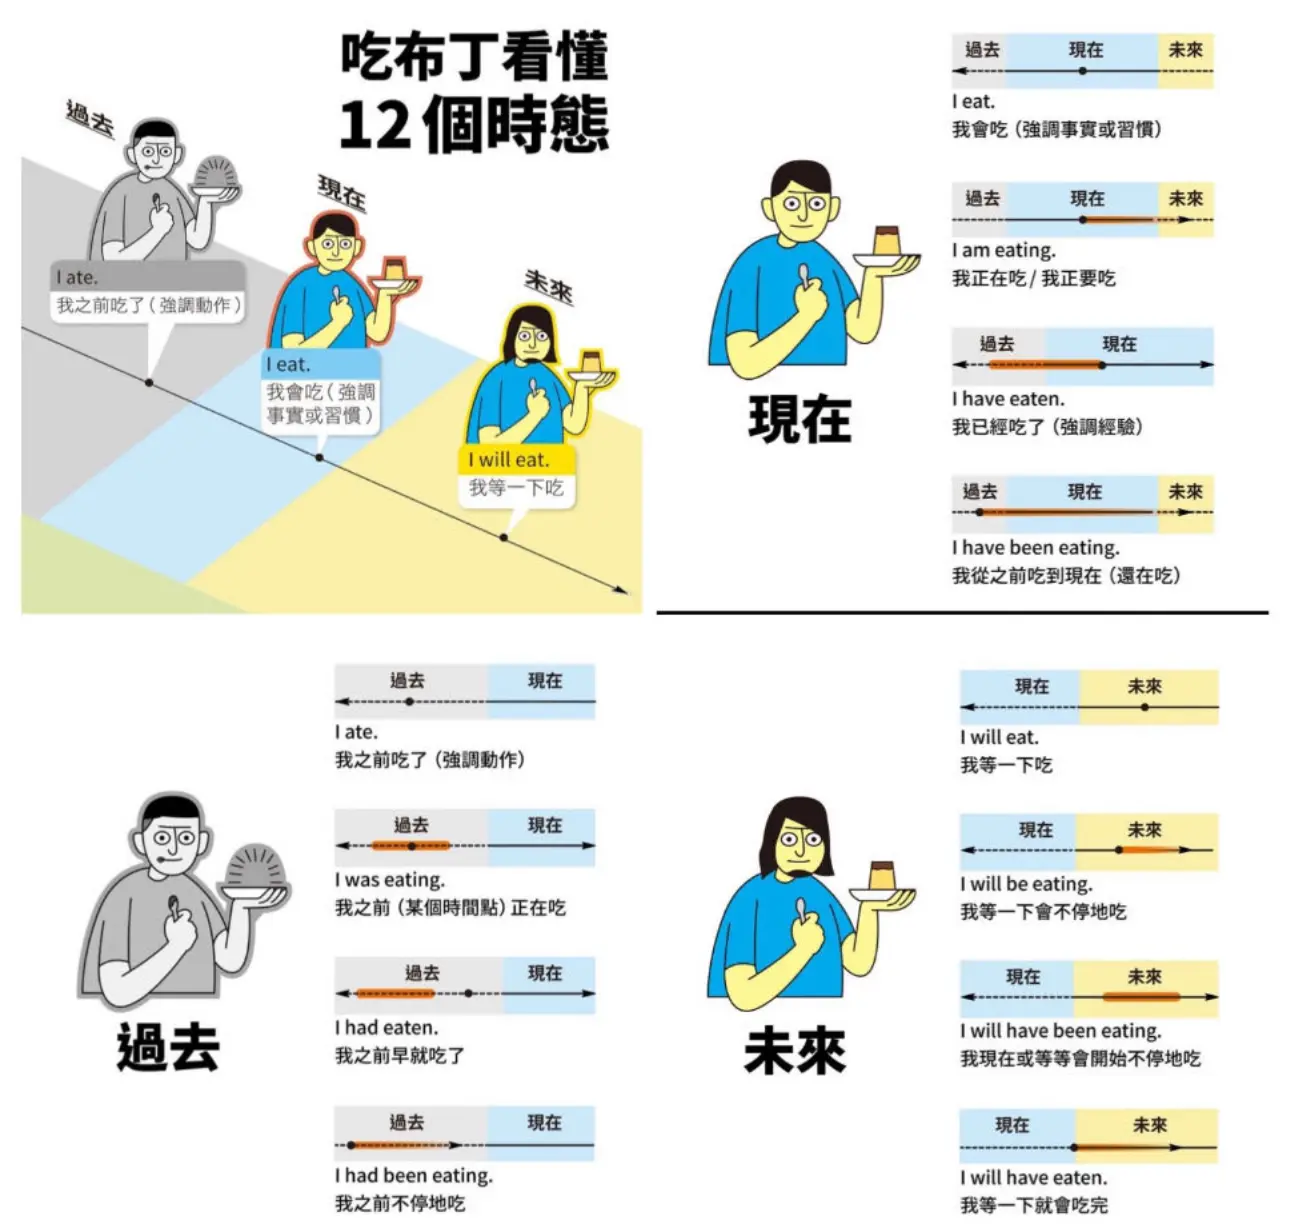 吃布丁看懂
12個時態
過去
現在
未來
I ate.
我之前吃了(強調動作)
I eat.
我會吃(強調
事實或習慣)
I will eat.
我等一下吃
現在
過去 現在 未來
I eat.
我會吃(強調事實或習慣)
過去 現在 未來
I am eating.
我正在吃/我正要吃
過去 現在
I have eaten.
我已經吃了(強調經驗)
過去 現在 未來
I have been eating.
我從之前吃到現在(還在吃)
過去
過去 現在
I ate.
我之前吃了(強調動作)
過去 現在
I was eating.
我之前(某個時間點)正在吃
過去 現在
I had eaten.
我之前早就吃了
過去 現在
I had been eating.
我之前不停地吃
未來
現在 未來
I will eat.
我等一下吃
現在 未來
I will be eating.
我等一下會不停地吃
現在 未來
I will have been eating.
我現在或等等會開始不停地吃
現在 未來
I will have eaten.
我等一下就會吃完